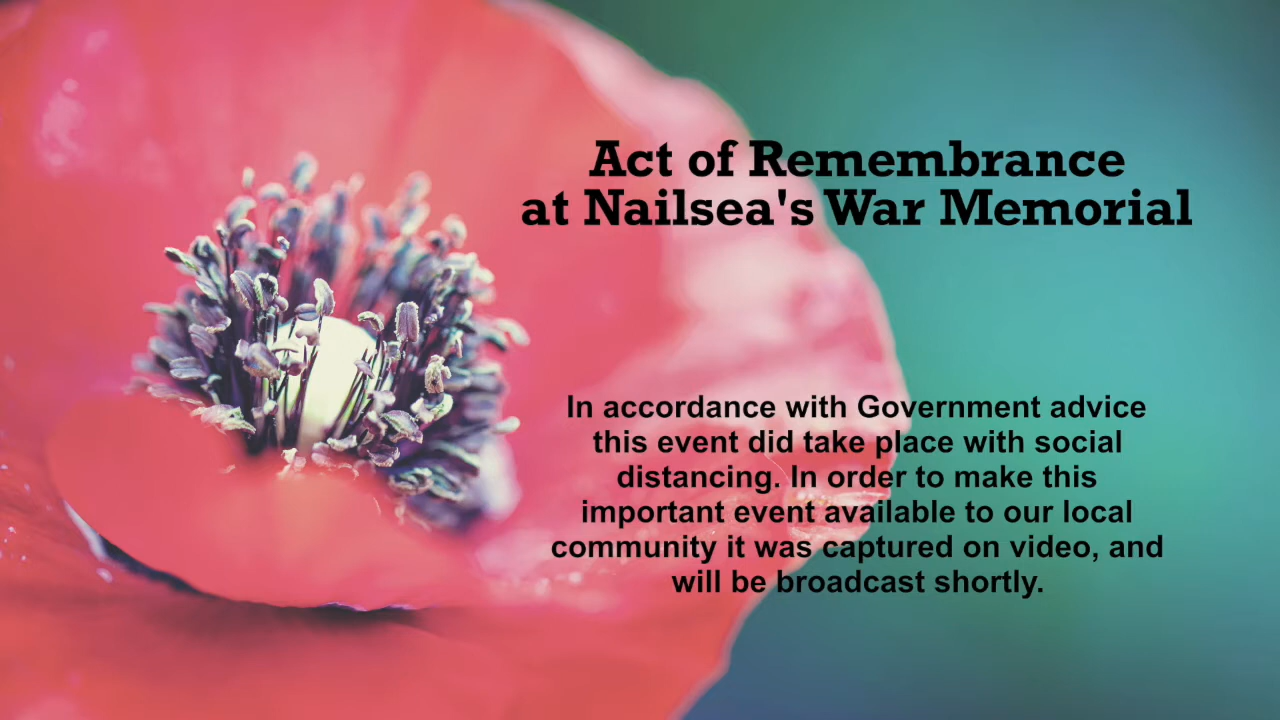 Act of Remembrance
at Nailsea's War Memorial
In accordance with Government advice
this event did take place with social
distancing. In order to make this
important event available to our local
community it was captured on video, and
will be broadcast shortly.